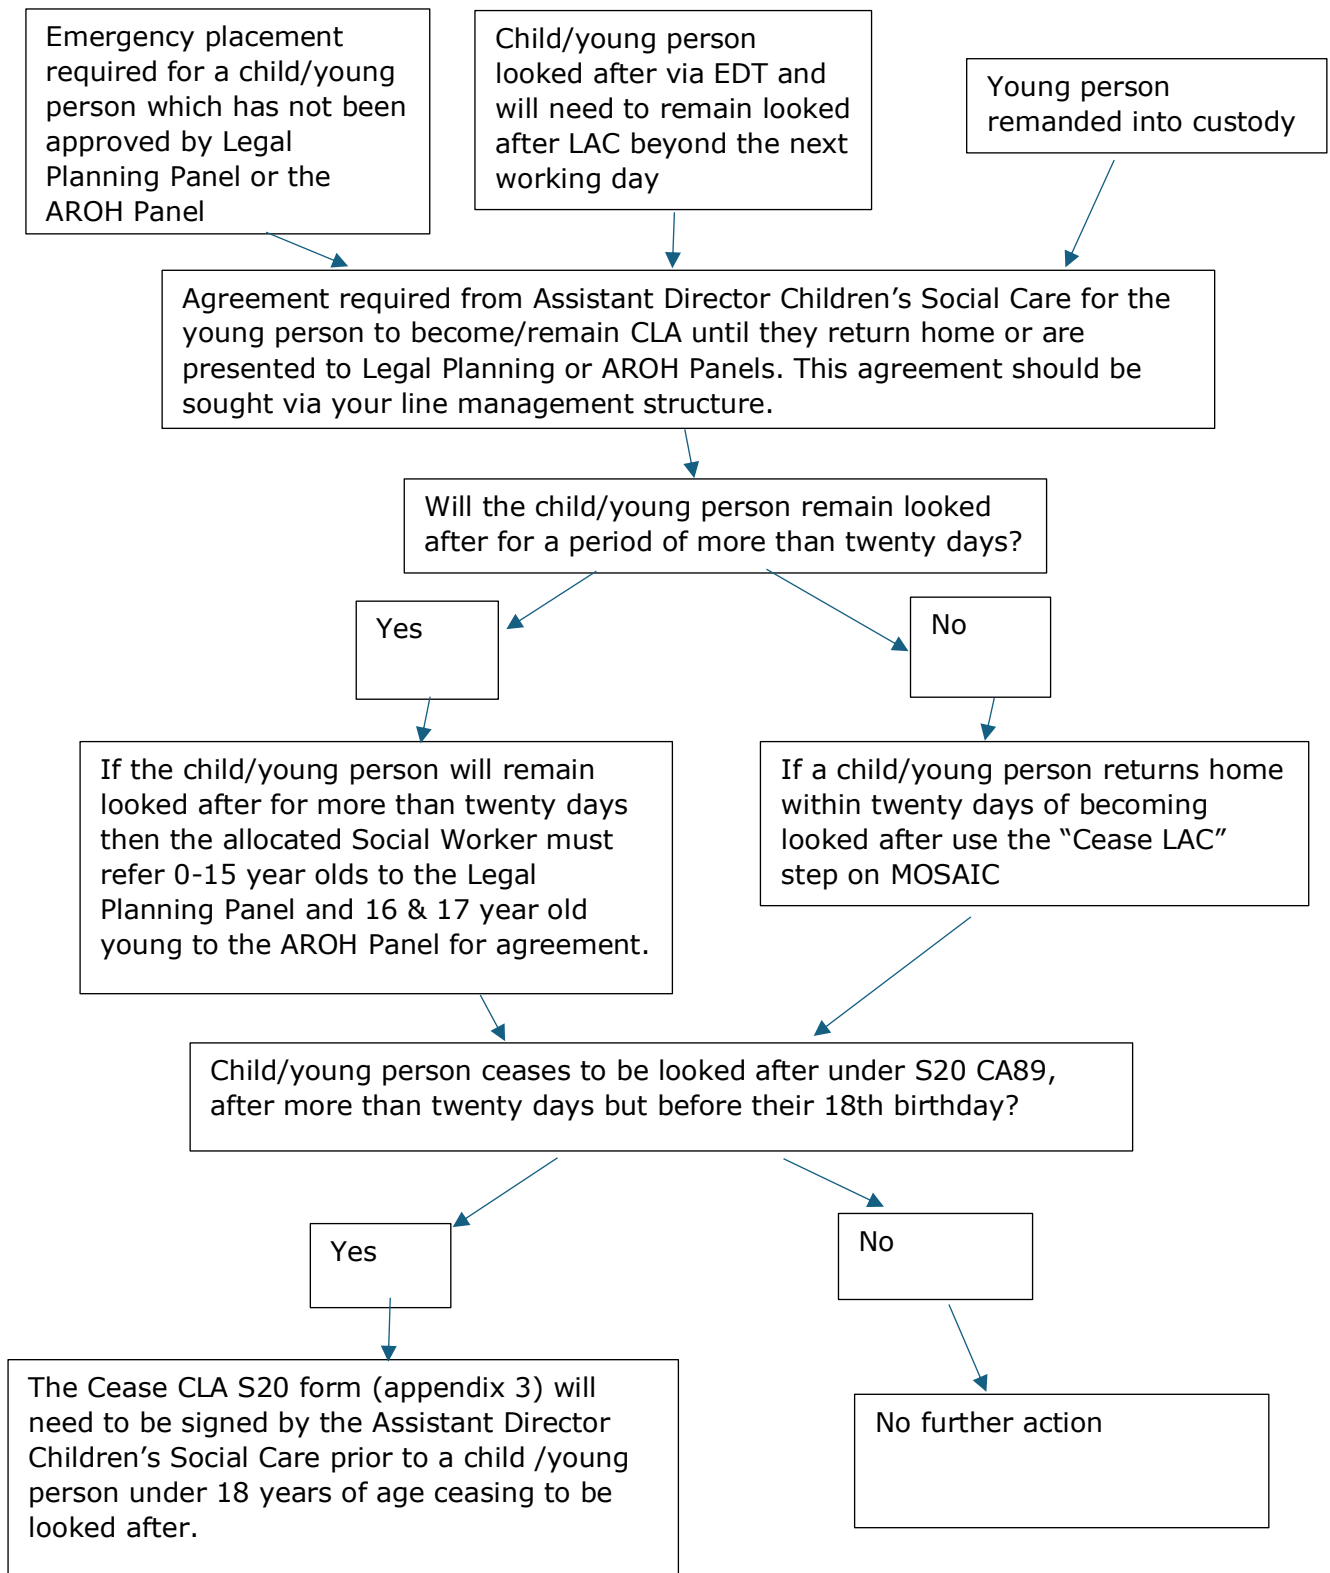 Emergency placement
required for a child/young
person which has not been
approved by Legal
Planning Panel or the
AROH Panel
Child/young person
looked after via EDT and
will need to remain looked
after LAC beyond the next
working day
Young person
remanded into custody
Agreement required from Assistant Director Children’s Social Care for the
young person to become/remain CLA until they return home or are
presented to Legal Planning or AROH Panels. This agreement should be
sought via your line management structure.
Will the child/young person remain looked
after for a period of more than twenty days?
Yes
No
If the child/young person will remain
looked after for more than twenty days
then the allocated Social Worker must
refer 0-15 year olds to the Legal
Planning Panel and 16 & 17 year old
young to the AROH Panel for agreement.
If a child/young person returns home
within twenty days of becoming
looked after use the “Cease LAC”
step on MOSAIC
Child/young person ceases to be looked after under S20 CA89,
after more than twenty days but before their 18th birthday?
Yes
No
The Cease CLA S20 form (appendix 3) will
need to be signed by the Assistant Director
Children’s Social Care prior to a child /young
person under 18 years of age ceasing to be
looked after.
No further action